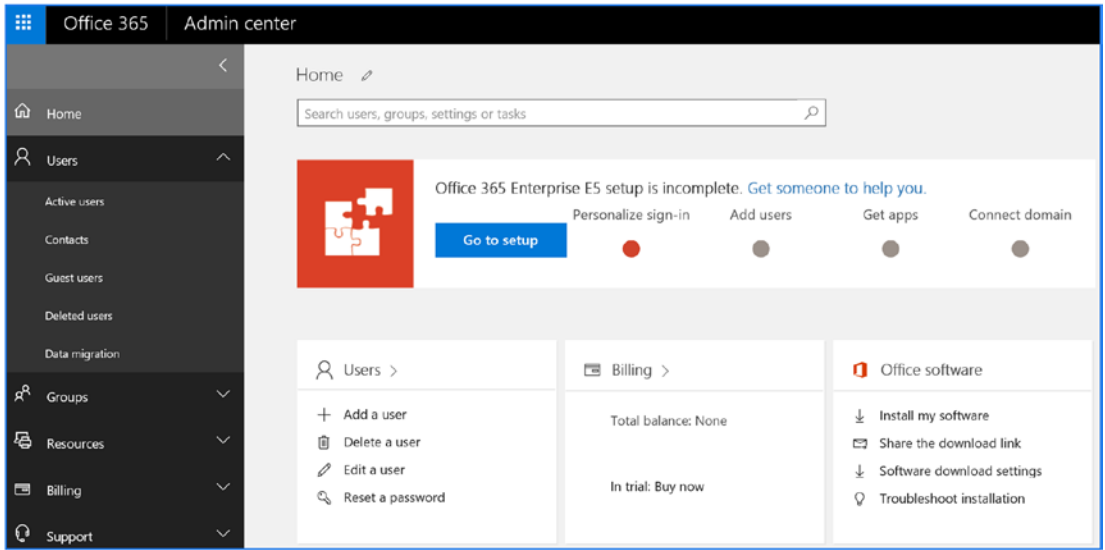 Office 365 Admin center
Home
Users
Active users
Contacts
Guest users
Deleted users
Data migration
Groups
Resources
Billing
Support
Home
Search users, groups, settings or tasks
Office 365 Enterprise E5 setup is incomplete. Get someone to help you.
Go to setup
Personalize sign-in Add users Get apps Connect domain
Users >
Add a user
Delete a user
Edit a user
Reset a password
Billing >
Total balance: None
In trial: Buy now
Office software
Install my software
Share the download link
Software download settings
Troubleshoot installation